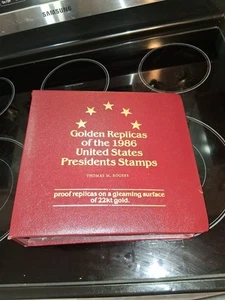 SAMSUNG
Golden Replicas
of the 1986
United States
Presidents Stamps
THOMAS M. ROGERS
proof replicas on a gleaming surface
of 22kt gold.